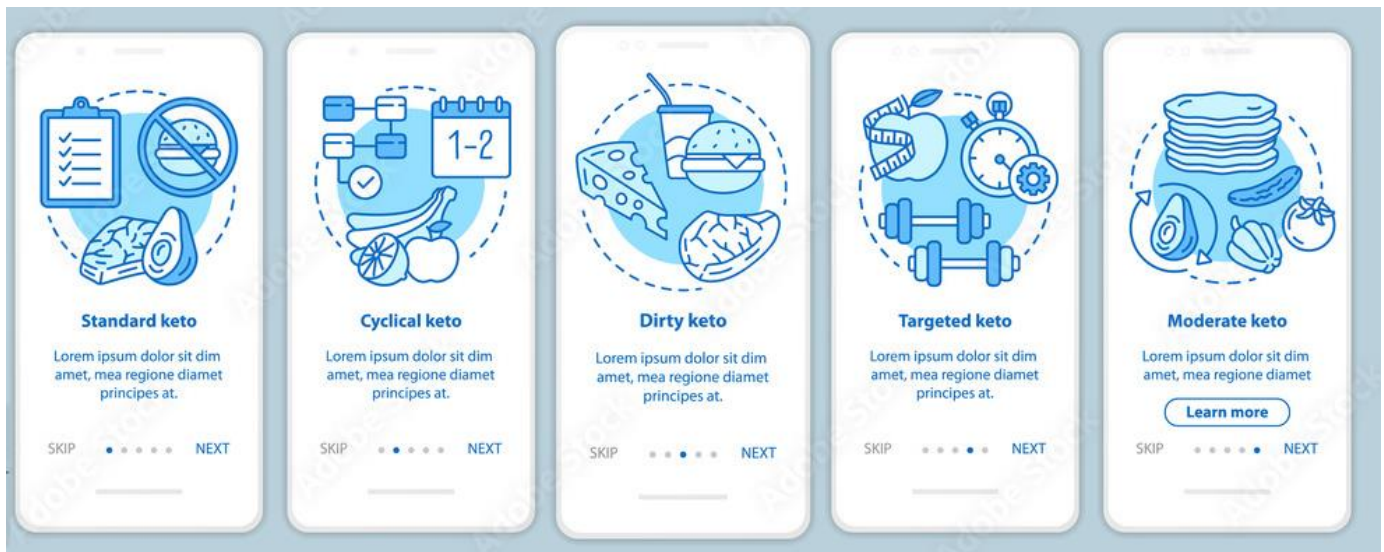 1-2
Standard keto
Lorem ipsum dolor sit dim
amet, mea regione diamet
principes at.
SKIP
NEXT
Cyclical keto
Lorem ipsum dolor sit dim
amet, mea regione diamet
principes at.
SKIP
NEXT
Dirty keto
Lorem ipsum dolor sit dim
amet, mea regione diamet
principes at.
SKIP
NEXT
Targeted keto
Lorem ipsum dolor sit dim
amet, mea regione diamet
principes at.
SKIP
NEXT
Moderate keto
Lorem ipsum dolor sit dim
amet, mea regione diamet
Learn more
SKIP
NEXT
Adobe Stock